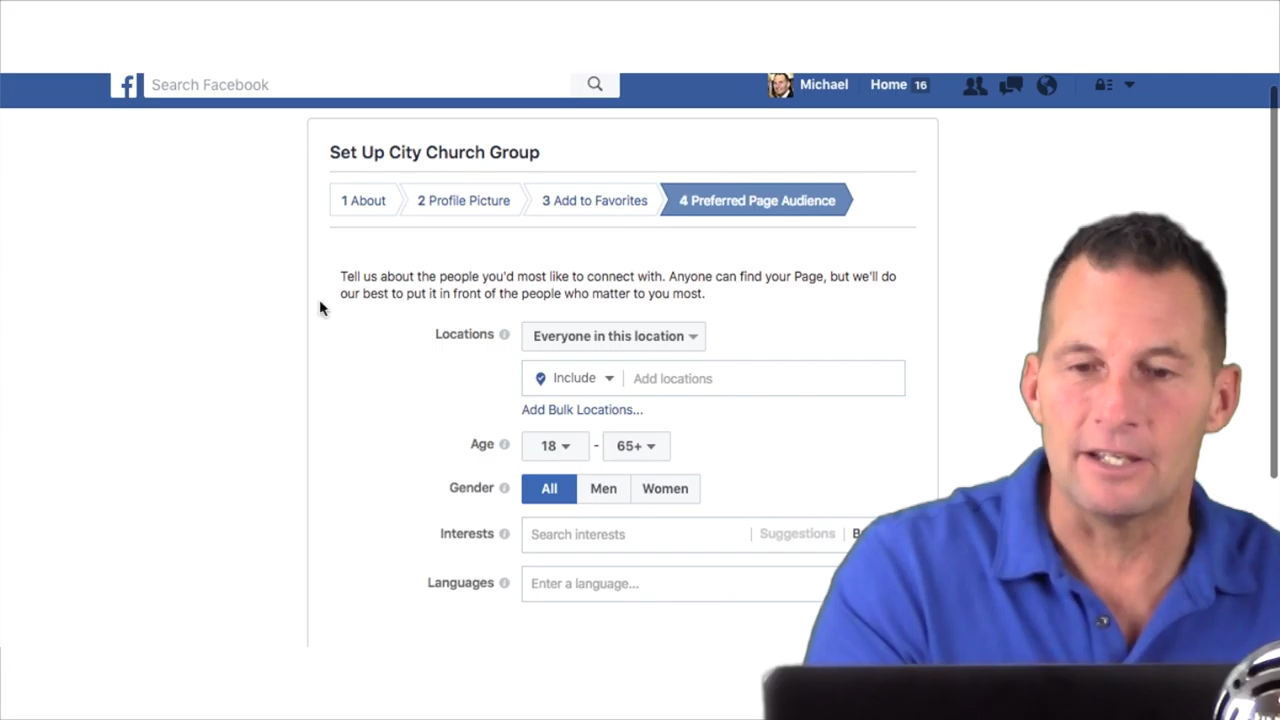 Search Facebook
Michael
Home 16
Set Up City Church Group
1 About
2 Profile Picture
3 Add to Favorites
4 Preferred Page Audience
Tell us about the people you'd most like to connect with. Anyone can find your Page, but we'll do
our best to put it in front of the people who matter to you most.
Locations
Everyone in this location
Include
Add locations
Add Bulk Locations...
Age
18
-
65+
Gender
All
Men
Women
Interests
Search interests
Suggestions
Languages
Enter a language...